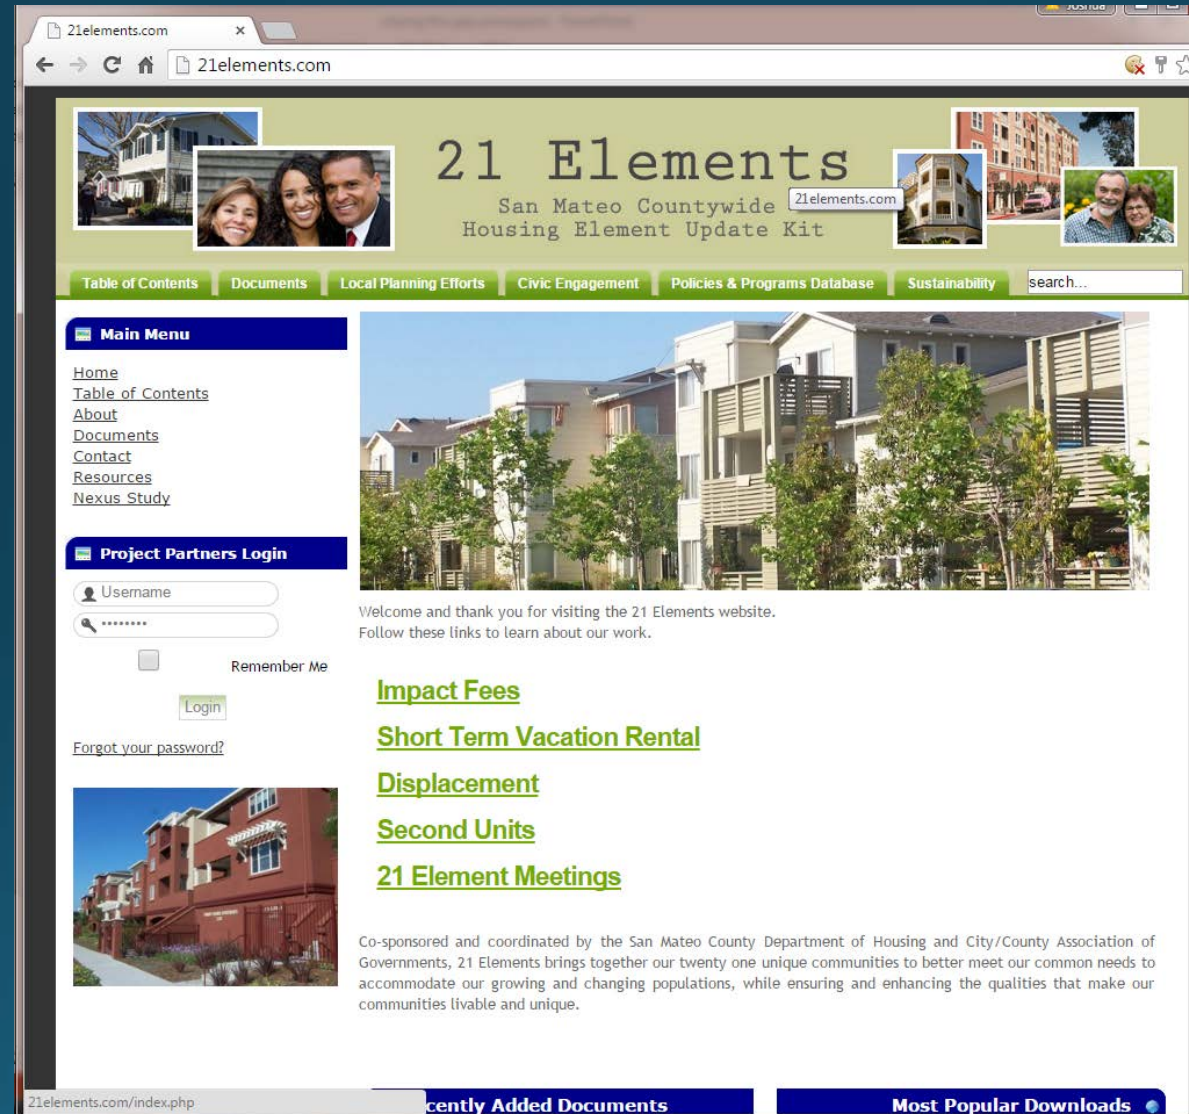 Joshua
21elements.com
21elements.com
21 Elements
San Mateo Countywide
21elements.com
Housing Element Update Kit
Table of Contents
Documents
Local Planning Efforts
Civic Engagement
Policies & Programs Database
Sustainability
search...
Main Menu
Home
Table of Contents
About
Documents
Contact
Resources
Nexus Study
Project Partners Login
Username
••••••••
Remember Me
Login
Forgot your password?
Welcome and thank you for visiting the 21 Elements website.
Follow these links to learn about our work.
Impact Fees
Short Term Vacation Rental
Displacement
Second Units
21 Element Meetings
Co-sponsored and coordinated by the San Mateo County Department of Housing and City/County Association of
Governments, 21 Elements brings together our twenty one unique communities to better meet our common needs to
accommodate our growing and changing populations, while ensuring and enhancing the qualities that make our
communities livable and unique.
21elements.com/index.php
cently Added Documents
Most Popular Downloads